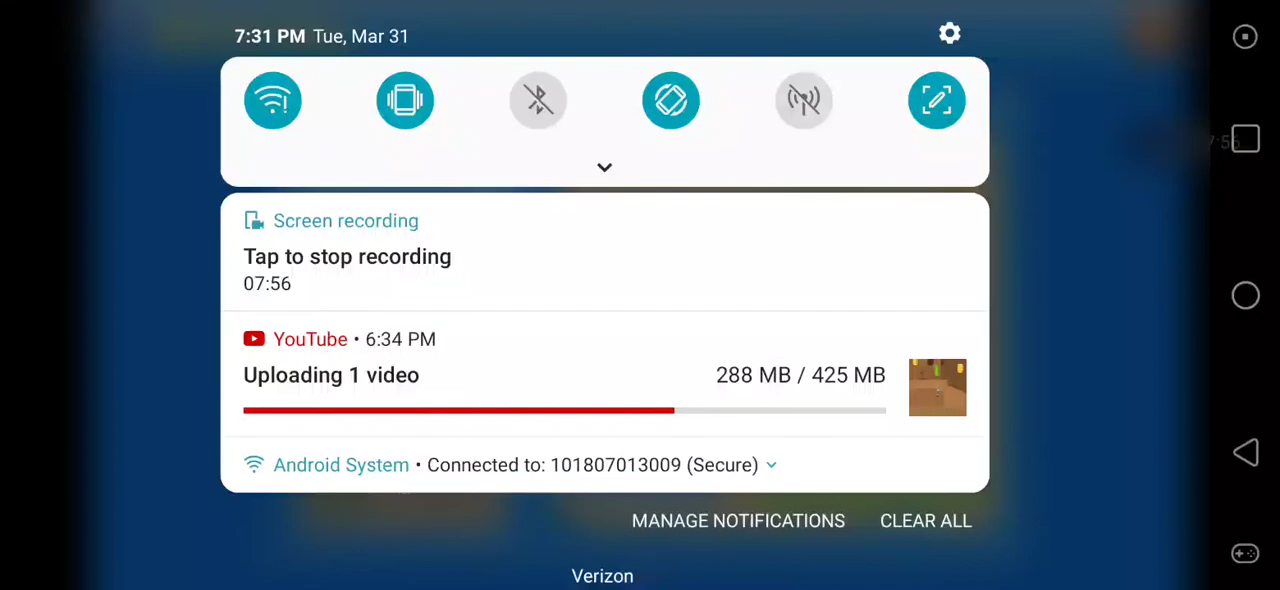 7:31 PM Tue, Mar 31
Screen recording
Tap to stop recording
07:56
YouTube • 6:34 PM
Uploading 1 video 288 MB / 425 MB
Android System • Connected to: 101807013009 (Secure)
MANAGE NOTIFICATIONS CLEAR ALL
Verizon